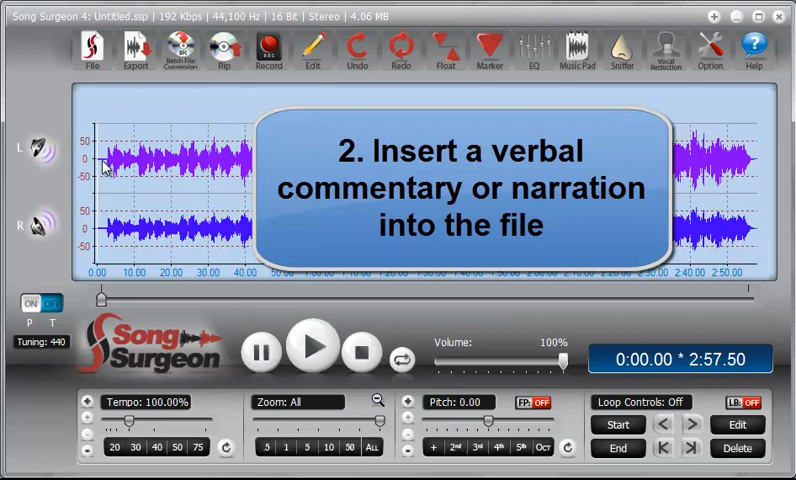 Song Surgeon 4: Untitled.ssp | 192 Kbps | 44,100 Hz | 16 Bit | Stereo | 4.06 MB
File Export Batch File Conversion Rip Record Edit Undo Redo Float Marker EQ Music Pad Sniffer Vocal Reduction Option Help
REC
2. Insert a verbal
commentary or narration
into the file
L
50
0
-50
R
50
0
-50
0.00 10.00 20.00 30.00 40.00 2:40.00 2:50.00
ON OFF
P T
Tuning: 440
Song
Surgeon
Volume: 100%
0:00.00 * 2:57.50
Tempo: 100.00% Zoom: All Pitch: 0.00 FP: OFF Loop Controls: Off LB: OFF
Start Edit
20 30 40 50 75 .5 1 5 10 50 ALL + 2nd 3rd 4th 5th Oct End Delete